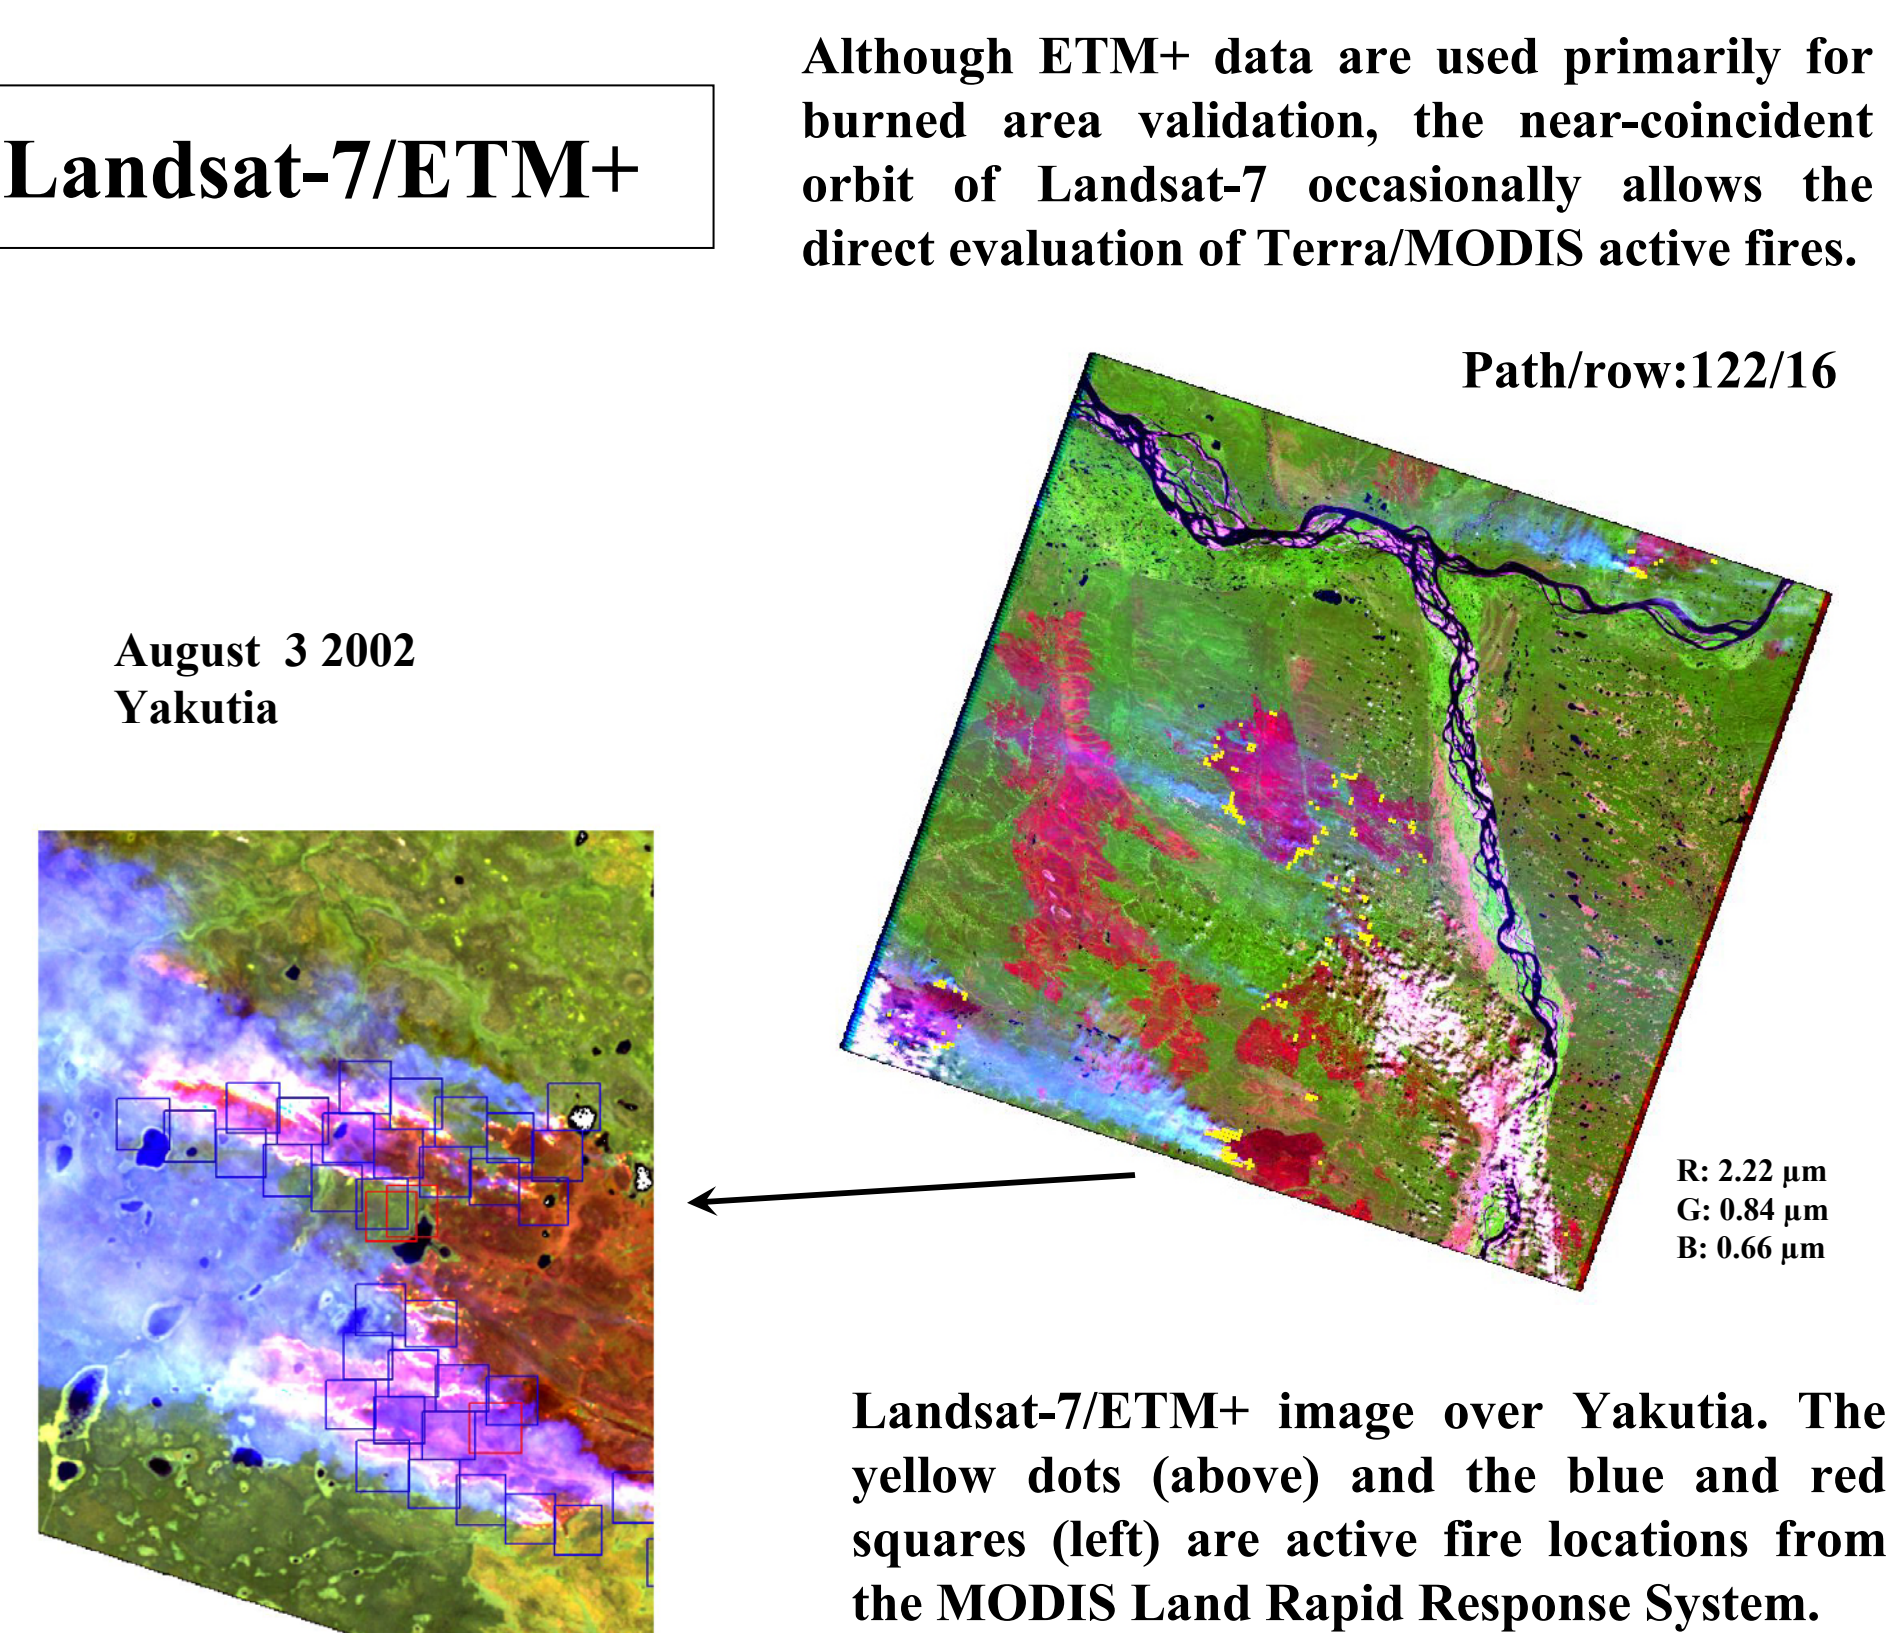 Landsat-7/ETM+
Although ETM+ data are used primarily for
burned area validation, the near-coincident
orbit of Landsat-7 occasionally allows the
direct evaluation of Terra/MODIS active fires.
Path/row:122/16
August 3 2002
Yakutia
R: 2.22 µm
G: 0.84 µm
B: 0.66 µm
Landsat-7/ETM+ image over Yakutia. The
yellow dots (above) and the blue and red
squares (left) are active fire locations from
the MODIS Land Rapid Response System.